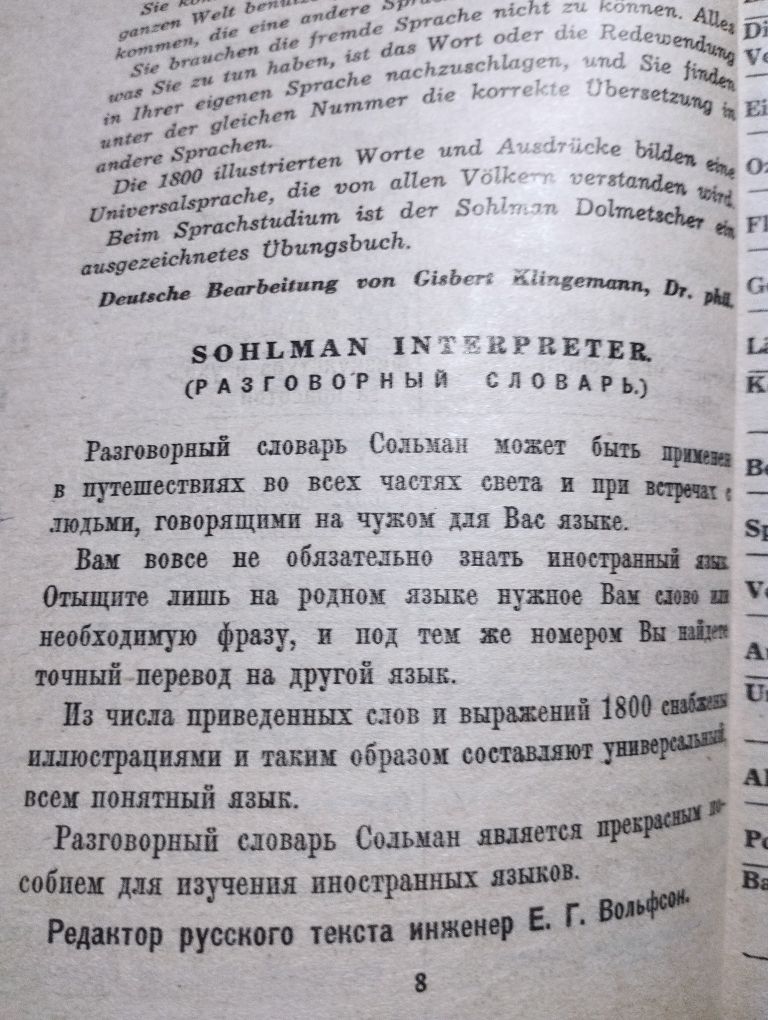 Sie
ganzen Welt
kommen, die eine andere
Sie brauchen die fremde Sprache nicht zu können. Alles
was Sie zu tun haben, ist das Wort oder die Redewendung
in Ihrer eigenen Sprache nachzuschlagen, und Sie finden
unter der gleichen Nummer die korrekte Übersetzung in
andere Sprachen.
Die 1800 illustrierten Worte und Ausdrücke bilden eine
Universalsprache, die von allen Völkern verstanden wird.
Beim Sprachstudium ist der Sohlman Dolmetscher ein
ausgezeichnetes Übungsbuch.
Deutsche Bearbeitung von Gisbert Klingemann, Dr. phil.
SOHLMAN INTERPRETER.
(РАЗГОВОРНЫЙ СЛОВАРЬ.)
Разговорный словарь Сольман может быть применен
в путешествиях во всех частях света и при встречах с
людьми, говорящими на чужом для Вас языке.
Вам вовсе не обязательно знать иностранный язык.
Отыщите лишь на родном языке нужное Вам слово или
необходимую фразу, и под тем же номером Вы найдете
точный перевод на другой язык.
Из числа приведенных слов и выражений 1800 снабжены
иллюстрациями и таким образом составляют универсальный,
всем понятный язык.
Разговорный словарь Сольман является прекрасным по-
собием для изучения иностранных языков.
Редактор русского текста инженер Е. Г. Вольфсон.
8